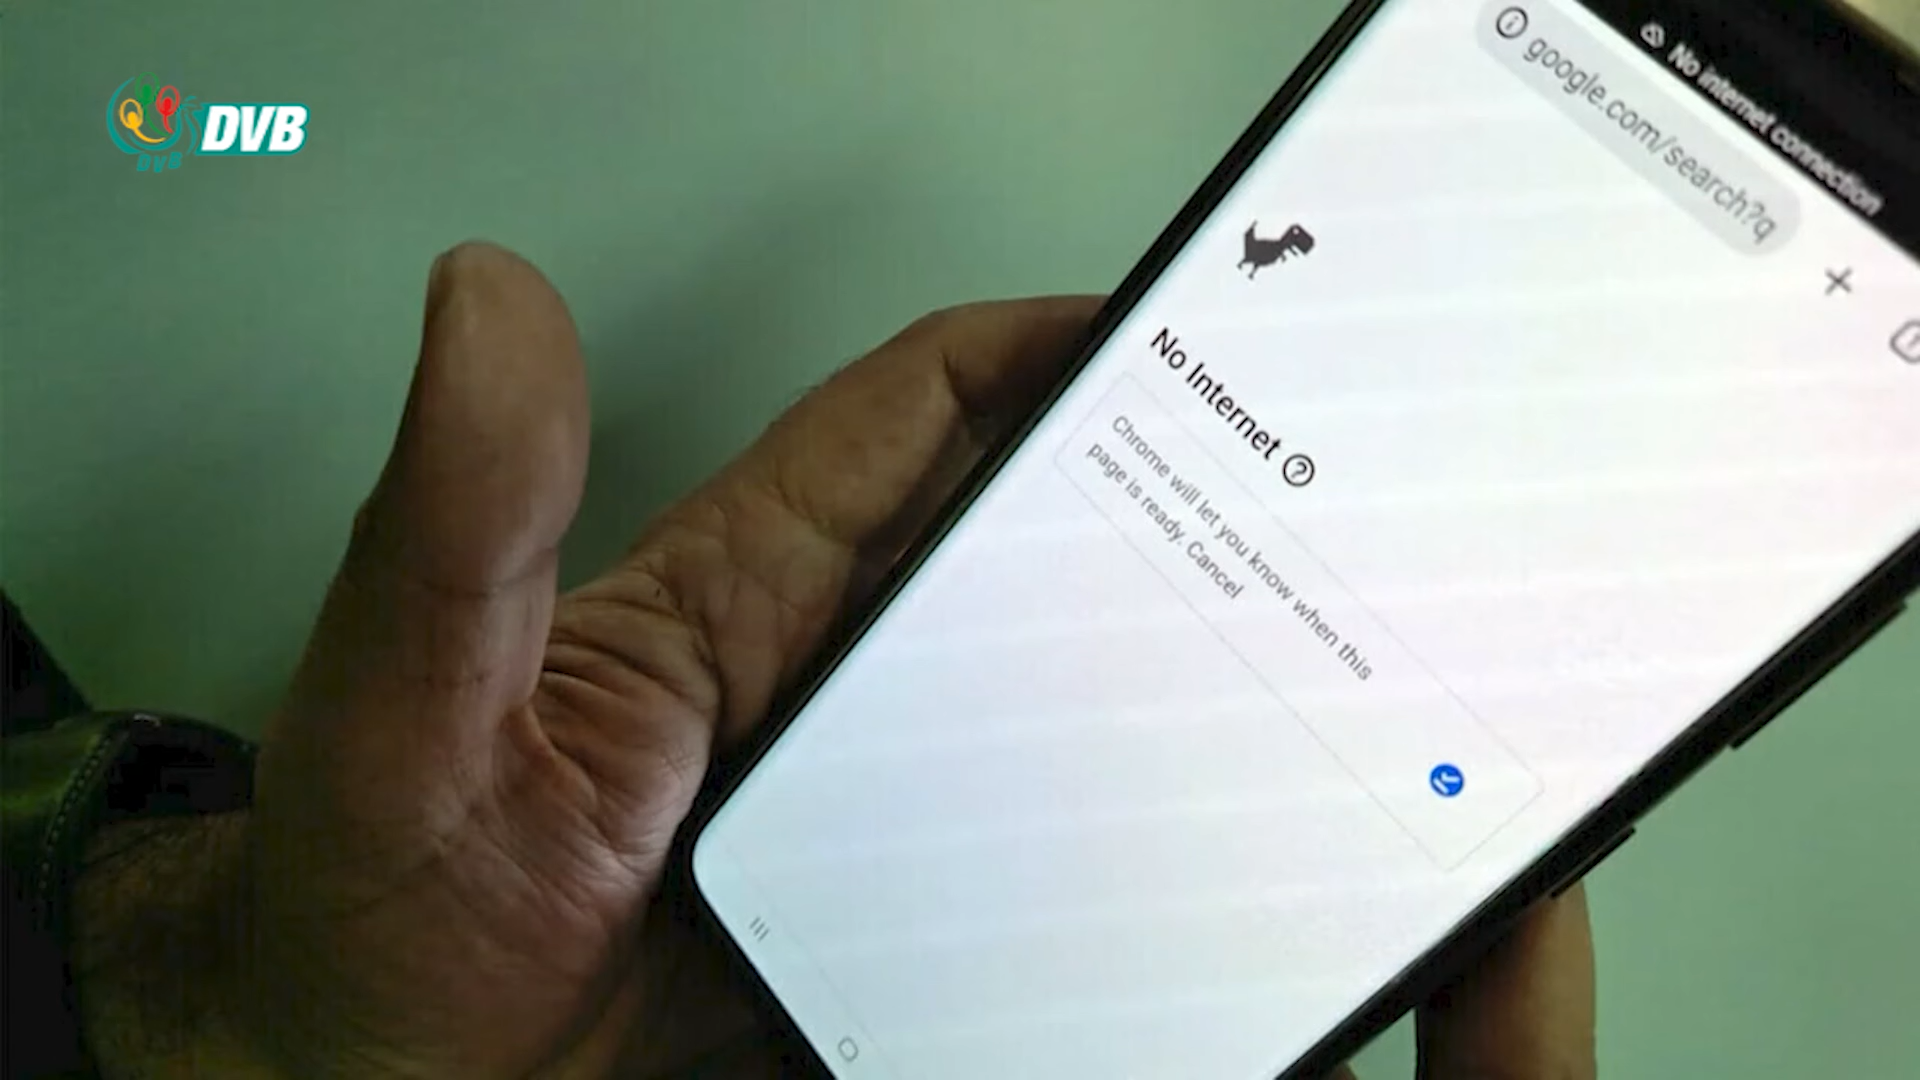 DVB
DVB
No internet connection
google.com/search?q
No Internet
Chrome will let you know when this
page is ready. Cancel